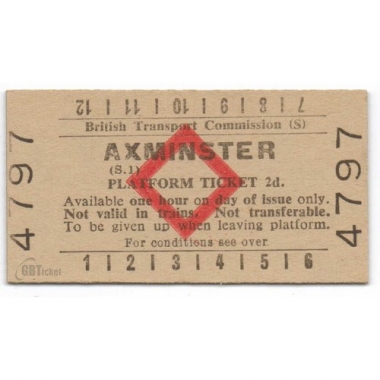 7|8|9|10|11|12
British Transport Commission (S)
AXMINSTER
(S.1)
PLATFORM TICKET 2d.
Available one hour on day of issue only.
Not valid in trains. Not transferable.
To be given up when leaving platform.
For conditions see over
1|2|3|4|5|6
4797
4797
GBTicket